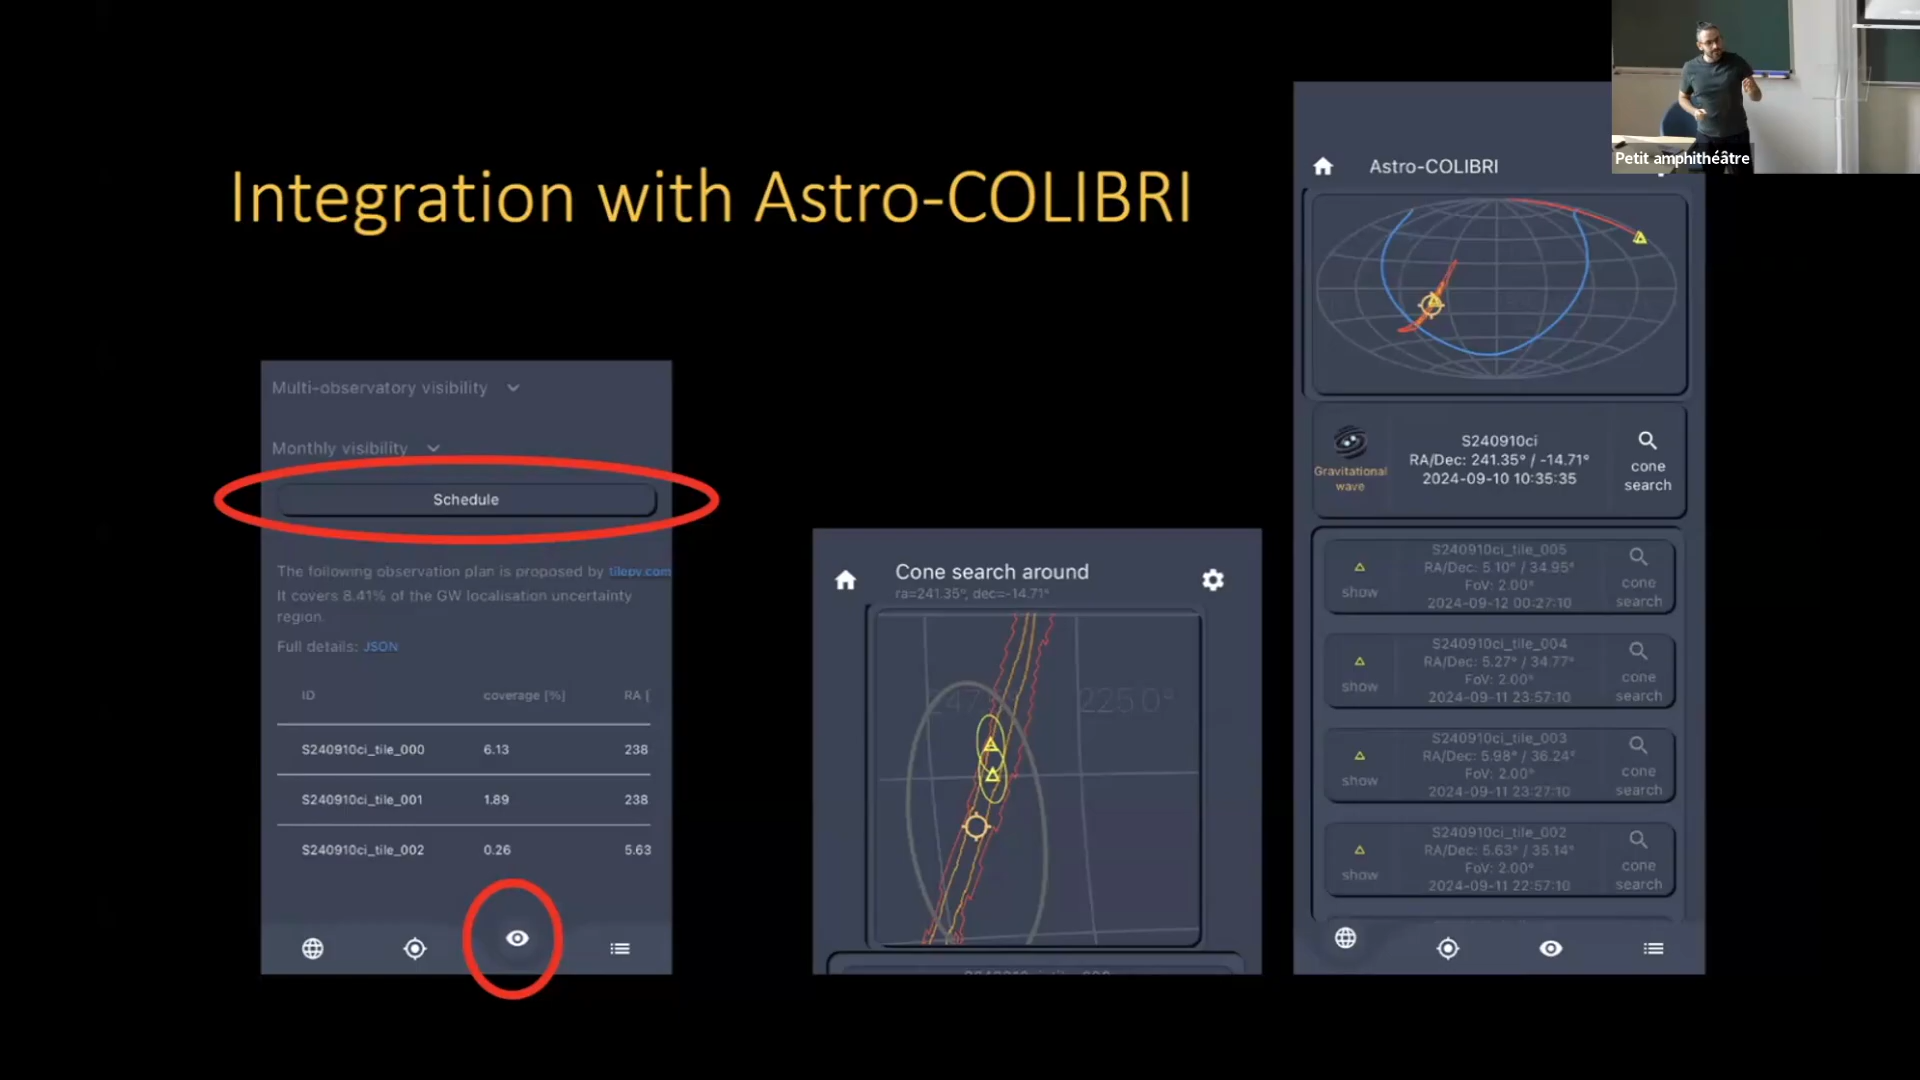 Petit amphithéâtre
Integration with Astro-COLIBRI
Multi-observatory visibility
Monthly visibility
Schedule
The following observation plan is proposed by tilepy.com
It covers 8.41% of the GW localisation uncertainty
region.
Full details: JSON
ID coverage [%] RA [
S240910ci_tile_000 6.13 238
S240910ci_tile_001 1.89 238
S240910ci_tile_002 0.26 5.63
Cone search around
ra=241.35°, dec=-14.71°
225.0°
Astro-COLIBRI
Gravitational
wave
S240910ci
RA/Dec: 241.35° / -14.71°
2024-09-10 10:35:35
cone
search
show
S240910ci_tile_005
RA/Dec: 5.10° / 34.95°
FoV: 2.00°
2024-09-12 00:27:10
cone
search
show
S240910ci_tile_004
RA/Dec: 5.27° / 34.77°
FoV: 2.00°
2024-09-11 23:57:10
cone
search
show
S240910ci_tile_003
RA/Dec: 5.98° / 36.24°
FoV: 2.00°
2024-09-11 23:27:10
cone
search
show
S240910ci_tile_002
RA/Dec: 5.63° / 35.14°
FoV: 2.00°
2024-09-11 22:57:10
cone
search